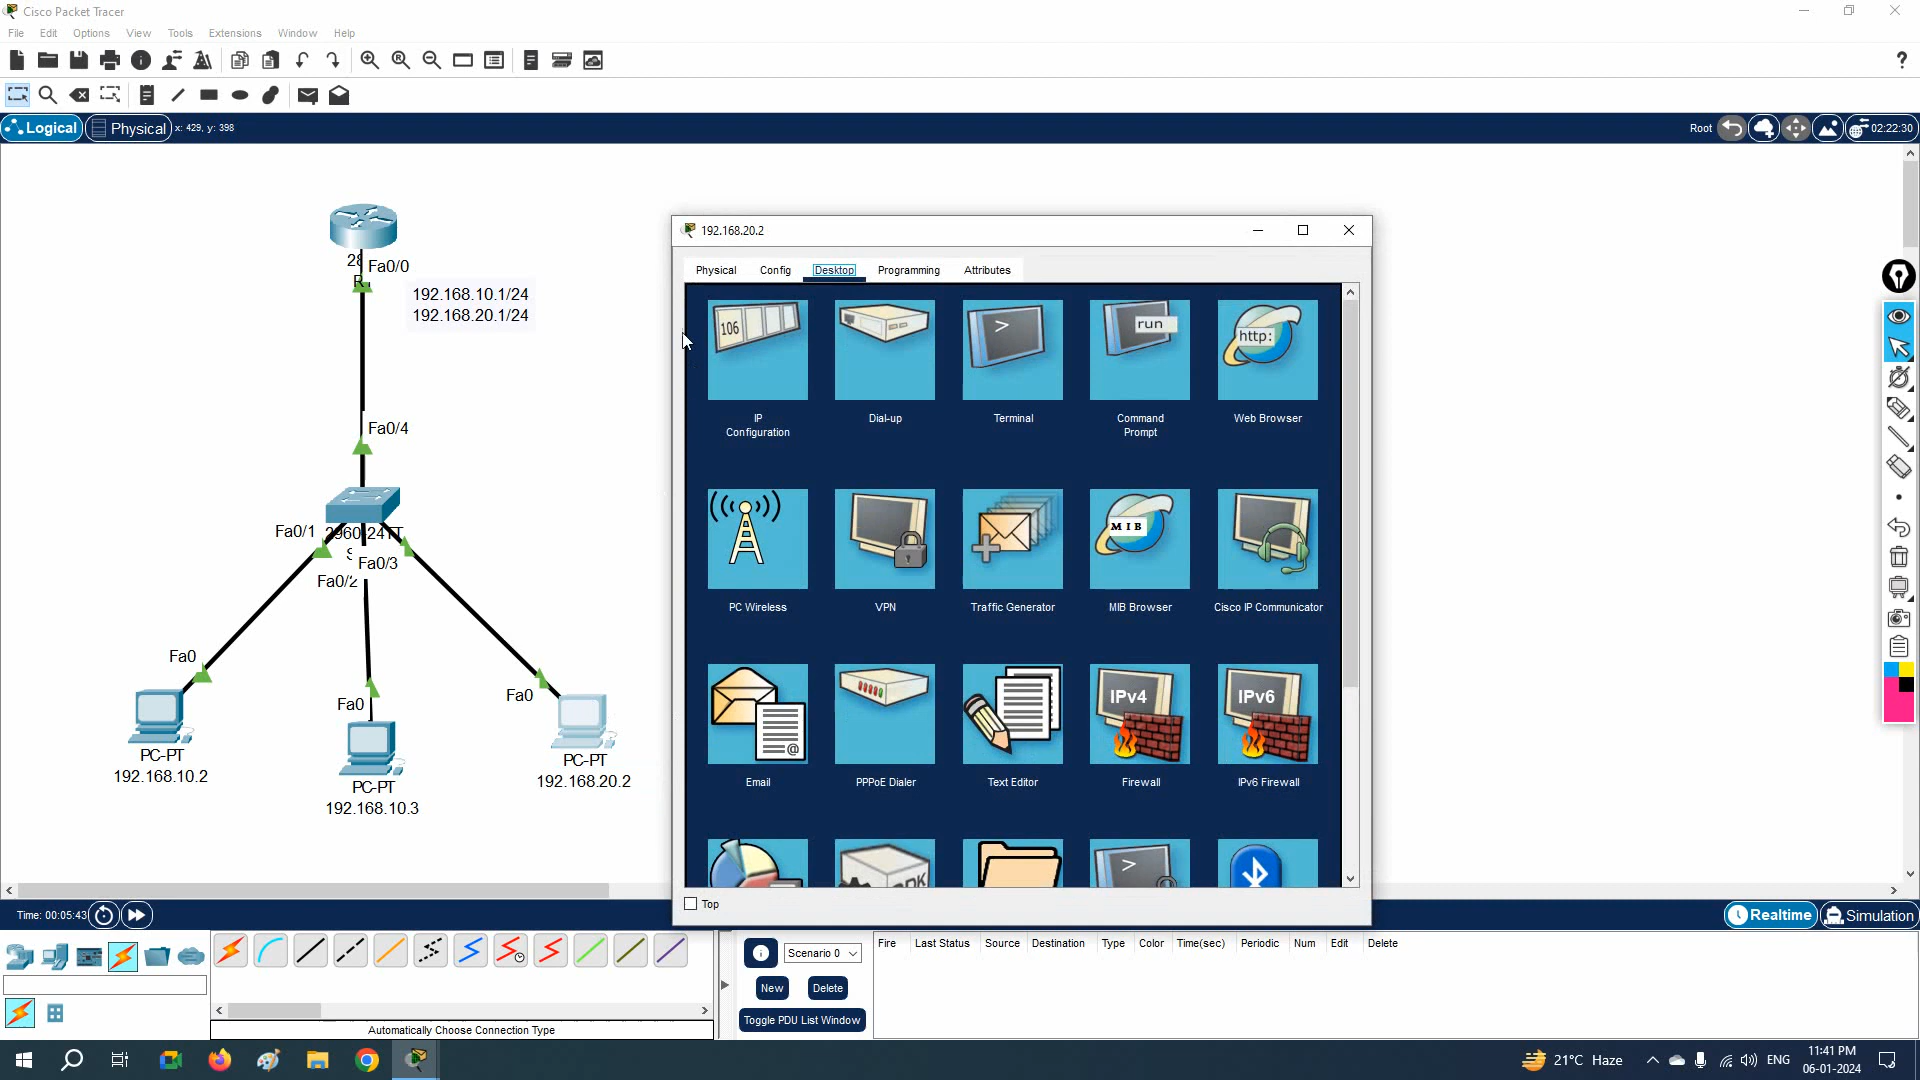 Cisco Packet Tracer
File Edit Options View Tools Extensions Window Help
Logical Physical x: 429, y: 398 Root 02:22:30
Fa0/0
192.168.10.1/24
192.168.20.1/24
Fa0/4
Fa0/1
Fa0/3
Fa0/2
Fa0
PC-PT
192.168.10.2
Fa0
PC-PT
192.168.10.3
Fa0
PC-PT
192.168.20.2
192.168.20.2
Physical Config Desktop Programming Attributes
106
>
run
http:
IP
Configuration
Dial-up
Terminal
Command
Prompt
Web Browser
MIB
PC Wireless
VPN
Traffic Generator
MIB Browser
Cisco IP Communicator
@
IPv4
IPv6
Email
PPPoE Dialer
Text Editor
Firewall
IPv6 Firewall
>
Top
Time: 00:05:43
Realtime Simulation
Automatically Choose Connection Type
Scenario 0
New Delete
Toggle PDU List Window
Fire Last Status Source Destination Type Color Time(sec) Periodic Num Edit Delete
21°C Haze
ENG
11:41 PM
06-01-2024